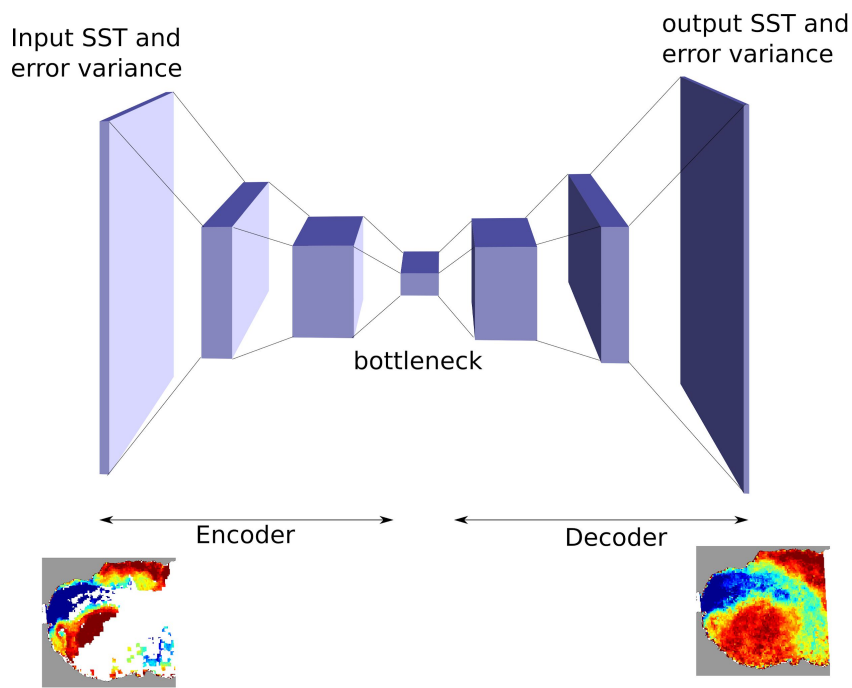 Input SST and
error variance
output SST and
error variance
bottleneck
Encoder
Decoder